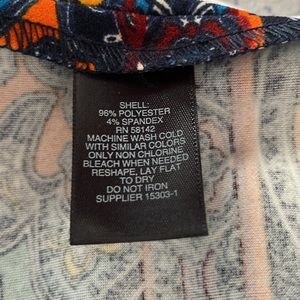 SHELL:
96% POLYESTER
4% SPANDEX
RN 58142
MACHINE WASH COLD
WITH SIMILAR COLORS
ONLY NON CHLORINE
BLEACH WHEN NEEDED
RESHAPE, LAY FLAT
TO DRY
DO NOT IRON
SUPPLIER 15303-1